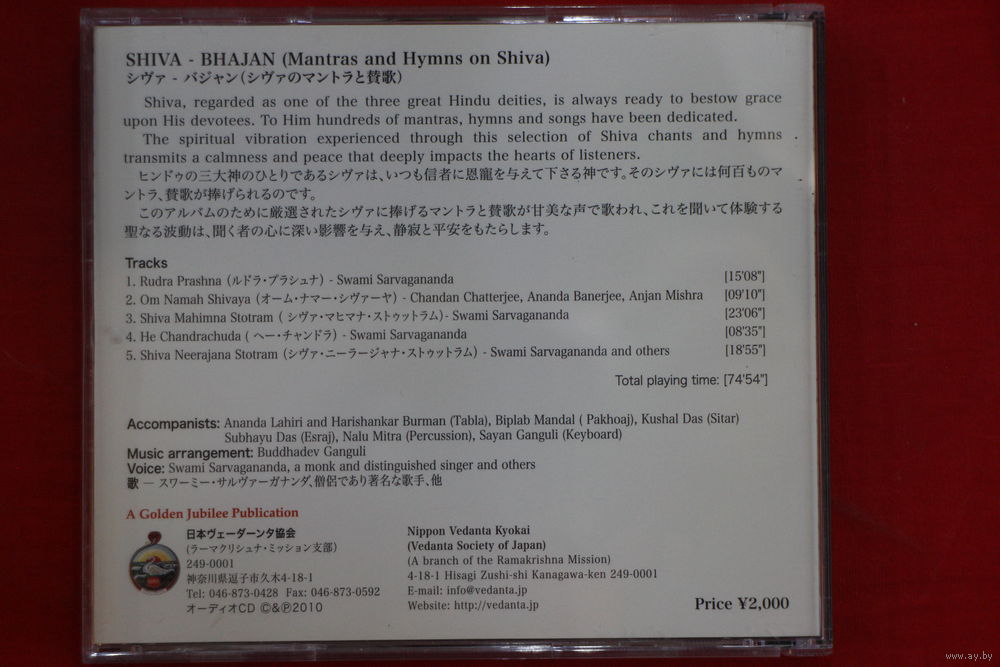 SHIVA - BHAJAN (Mantras and Hymns on Shiva)
シヴァ - バジャン(シヴァのマントラと賛歌)
Shiva, regarded as one of the three great Hindu deities, is always ready to bestow grace
upon His devotees. To Him hundreds of mantras, hymns and songs have been dedicated.
The spiritual vibration experienced through this selection of Shiva chants and hymns
transmits a calmness and peace that deeply impacts the hearts of listeners.
ヒンドゥの三大神のひとりであるシヴァは、いつも信者に恩寵を与えて下さる神です。そのシヴァには何百ものマ
ントラ、賛歌が捧げられるのです。
このアルバムのために厳選されたシヴァに捧げるマントラと賛歌が甘美な声で歌われ、これを聞いて体験する
聖なる波動は、聞く者の心に深い影響を与え、静寂と平安をもたらします。
Tracks
1. Rudra Prashna (ルドラ・プラシュナ) - Swami Sarvagananda [15'08"]
2. Om Namah Shivaya (オーム・ナマー・シヴァーヤ) - Chandan Chatterjee, Ananda Banerjee, Anjan Mishra [09'10"]
3. Shiva Mahimna Stotram ( シヴァ・マヒマナ・ストゥットラム)- Swami Sarvagananda [23'06"]
4. He Chandrachuda ( ヘー・チャンドラ) - Swami Sarvagananda [08'35"]
5. Shiva Neerajana Stotram (シヴァ・ニーラージャナ・ストゥットラム) - Swami Sarvagananda and others [18'55"]
Total playing time: [74'54"]
Accompanists: Ananda Lahiri and Harishankar Burman (Tabla), Biplab Mandal ( Pakhoaj), Kushal Das (Sitar)
Subhayu Das (Esraj), Nalu Mitra (Percussion), Sayan Ganguli (Keyboard)
Music arrangement: Buddhadev Ganguli
Voice: Swami Sarvagananda, a monk and distinguished singer and others
歌 ― スワーミー・サルヴァーガナンダ、僧侶であり著名な歌手、他
A Golden Jubilee Publication
日本ヴェーダーンタ協会
(ラーマクリシュナ・ミッション支部)
249-0001
神奈川県逗子市久木4-18-1
Tel: 046-873-0428 Fax: 046-873-0592
オーディオCD ©&℗2010
Nippon Vedanta Kyokai
(Vedanta Society of Japan)
(A branch of the Ramakrishna Mission)
4-18-1 Hisagi Zushi-shi Kanagawa-ken 249-0001
E-mail: info@vedanta.jp
Website: http://vedanta.jp
Price ¥2,000
www.ay.by